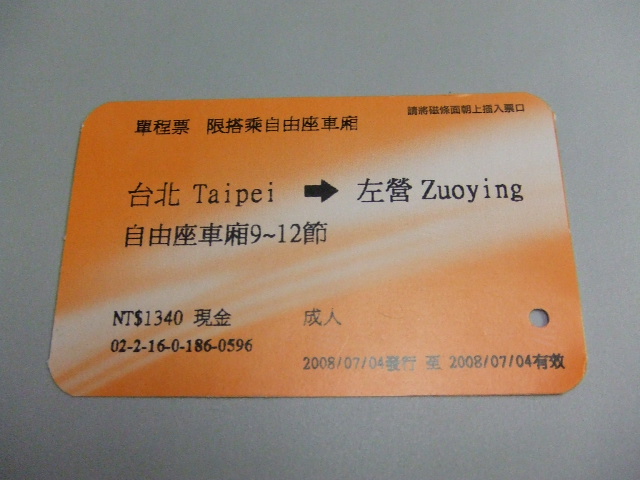 請將磁條面朝上插入票口
單程票 限搭乘自由座車廂
台北 Taipei → 左營 Zuoying
自由座車廂9~12節
NT$1340 現金 成人
02-2-16-0-186-0596
2008/07/04發行 至 2008/07/04有效